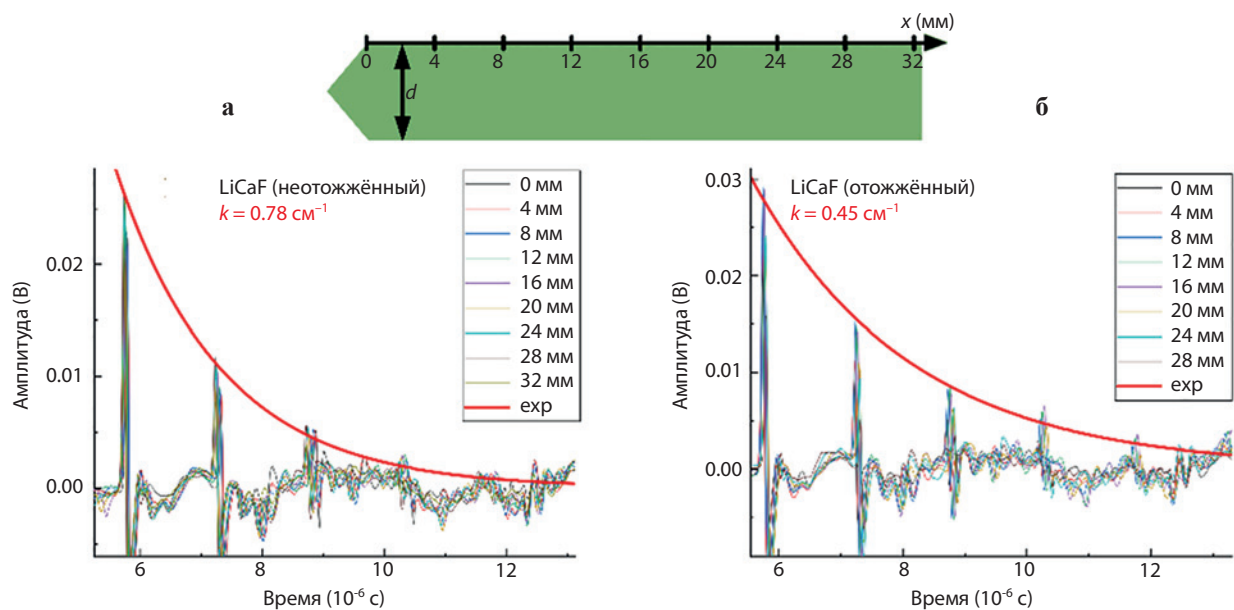 x (мм)
0 4 8 12 16 20 24 28 32
d
а
б
LiCaF (неотожжённый)
k = 0.78 см⁻¹
0 мм
4 мм
8 мм
12 мм
16 мм
20 мм
24 мм
28 мм
32 мм
exp
Амплитуда (В)
0.02
0.01
0.00
6 8 10 12
Время (10⁻⁶ с)
LiCaF (отожжённый)
k = 0.45 см⁻¹
0 мм
4 мм
8 мм
12 мм
16 мм
20 мм
24 мм
28 мм
exp
Амплитуда (В)
0.03
0.02
0.01
0.00
6 8 10 12
Время (10⁻⁶ с)